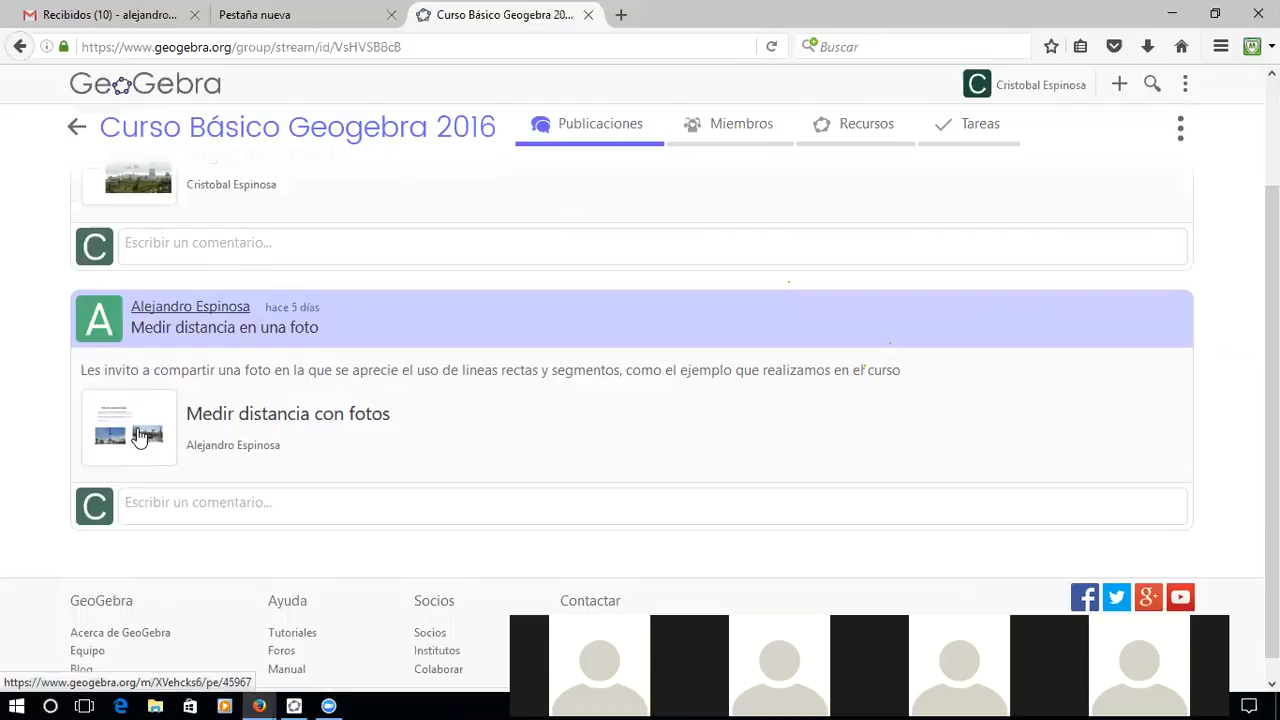 Recibidos (10) - alejandro...
Pestaña nueva
Curso Básico Geogebra 20...
https://www.geogebra.org/group/stream/id/VsHVSB8cB
Buscar
GeoGebra
C
Cristobal Espinosa
Curso Básico Geogebra 2016
Publicaciones
Miembros
Recursos
Tareas
Cristobal Espinosa
C
Escribir un comentario...
A
Alejandro Espinosa
hace 5 días
Medir distancia en una foto
Les invito a compartir una foto en la que se aprecie el uso de lineas rectas y segmentos, como el ejemplo que realizamos en el curso
Medir distancia con fotos
Alejandro Espinosa
C
Escribir un comentario...
GeoGebra
Ayuda
Socios
Contactar
Acerca de GeoGebra
Tutoriales
Socios
Equipo
Foros
Institutos
Blog
Manual
Colaborar
https://www.geogebra.org/m/XVehcks6/pe/45967